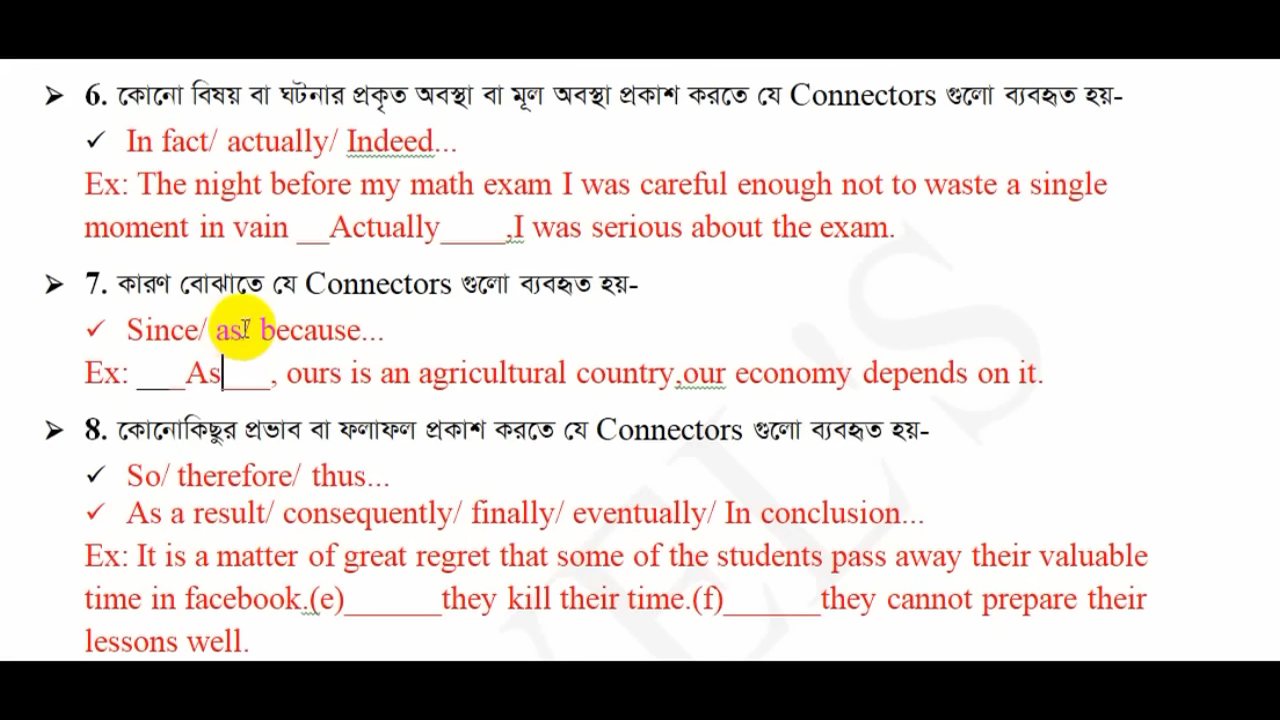 ➢ 6. কোনো বিষয় বা ঘটনার প্রকৃত অবস্থা বা মূল অবস্থা প্রকাশ করতে যে Connectors গুলো ব্যবহৃত হয়-
✓ In fact/ actually/ Indeed...
Ex: The night before my math exam I was careful enough not to waste a single
moment in vain __Actually____,I was serious about the exam.
➢ 7. কারণ বোঝাতে যে Connectors গুলো ব্যবহৃত হয়-
✓ Since/ as/ because...
Ex: ___As___, ours is an agricultural country,our economy depends on it.
➢ 8. কোনোকিছুর প্রভাব বা ফলাফল প্রকাশ করতে যে Connectors গুলো ব্যবহৃত হয়-
✓ So/ therefore/ thus...
✓ As a result/ consequently/ finally/ eventually/ In conclusion...
Ex: It is a matter of great regret that some of the students pass away their valuable
time in facebook.(e)______they kill their time.(f)______they cannot prepare their
lessons well.